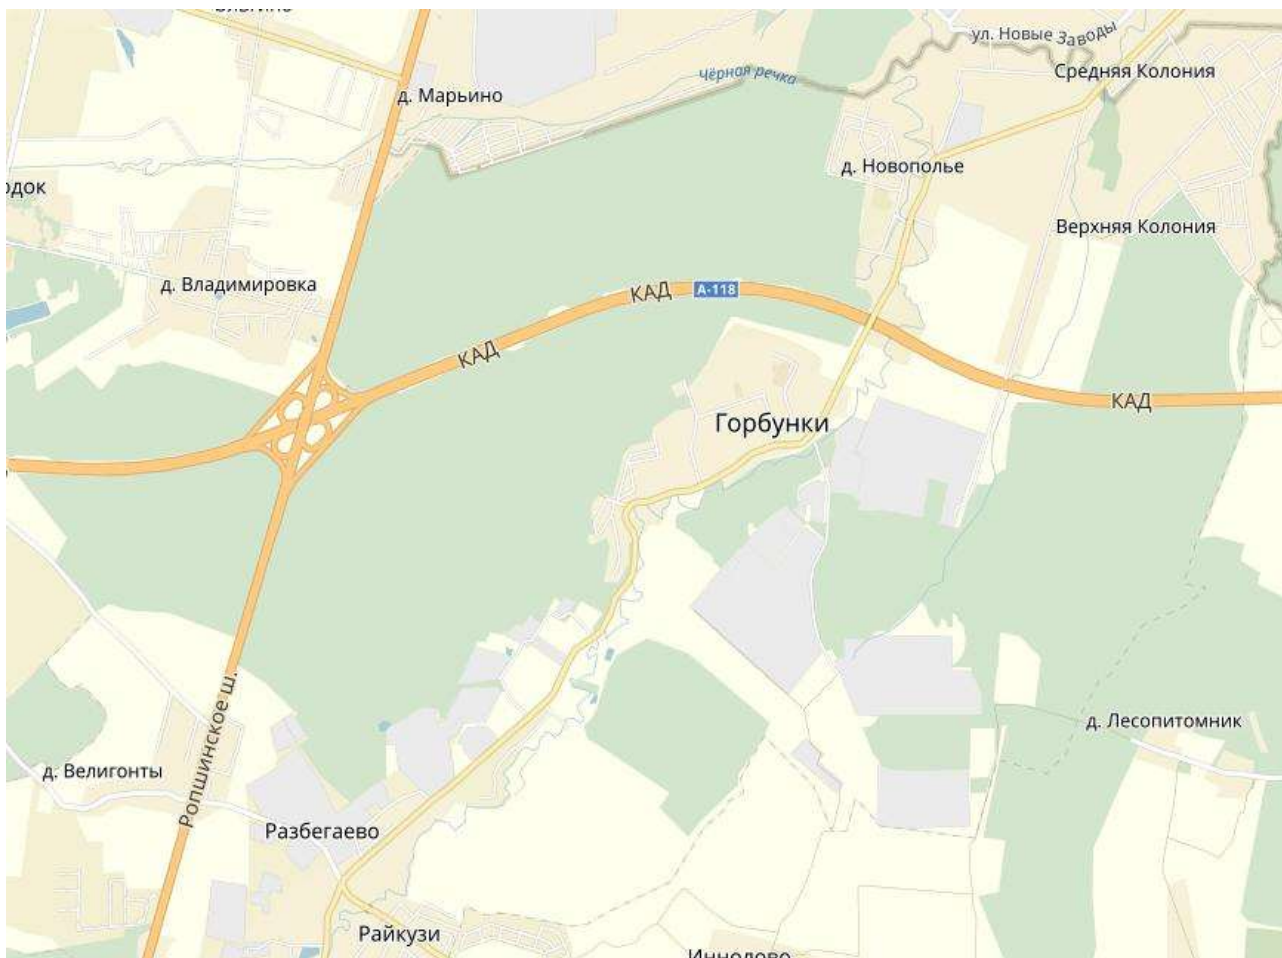 ул. Новые Заводы
Чёрная речка
Средняя Колония
д. Марьино
д. Новополье
одок
Верхняя Колония
д. Владимировка
КАД
А-118
КАД
КАД
Горбунки
Ропшинское ш.
д. Лесопитомник
д. Велигонты
Разбегаево
Райкузи